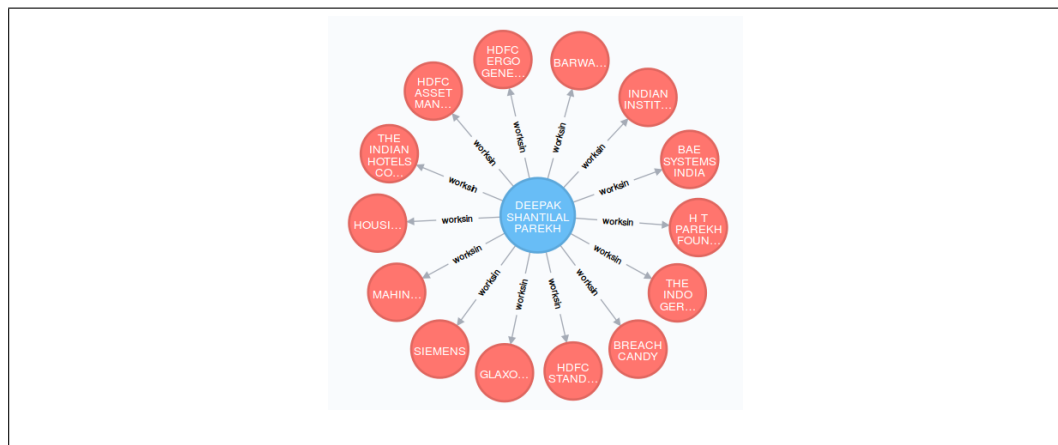 HDFC
ERGO
GENE...
BARWA...
INDIAN
INSTIT...
BAE
SYSTEMS
INDIA
H T
PAREKH
FOUN...
THE
INDO
GER...
BREACH
CANDY
HDFC
STAND...
GLAXO...
SIEMENS
MAHIN...
HOUSI...
THE
INDIAN
HOTELS
CO...
HDFC
ASSET
MAN...
DEEPAK
SHANTILAL
PAREKH
worksin
worksin
worksin
worksin
worksin
worksin
worksin
worksin
worksin
worksin
worksin
worksin
worksin
worksin